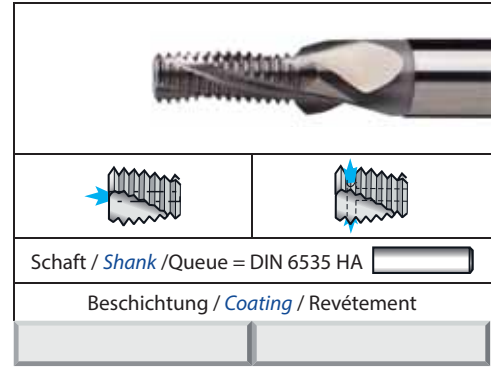 Schaft / Shank /Queue = DIN 6535 HA
Beschichtung / Coating / Revétement